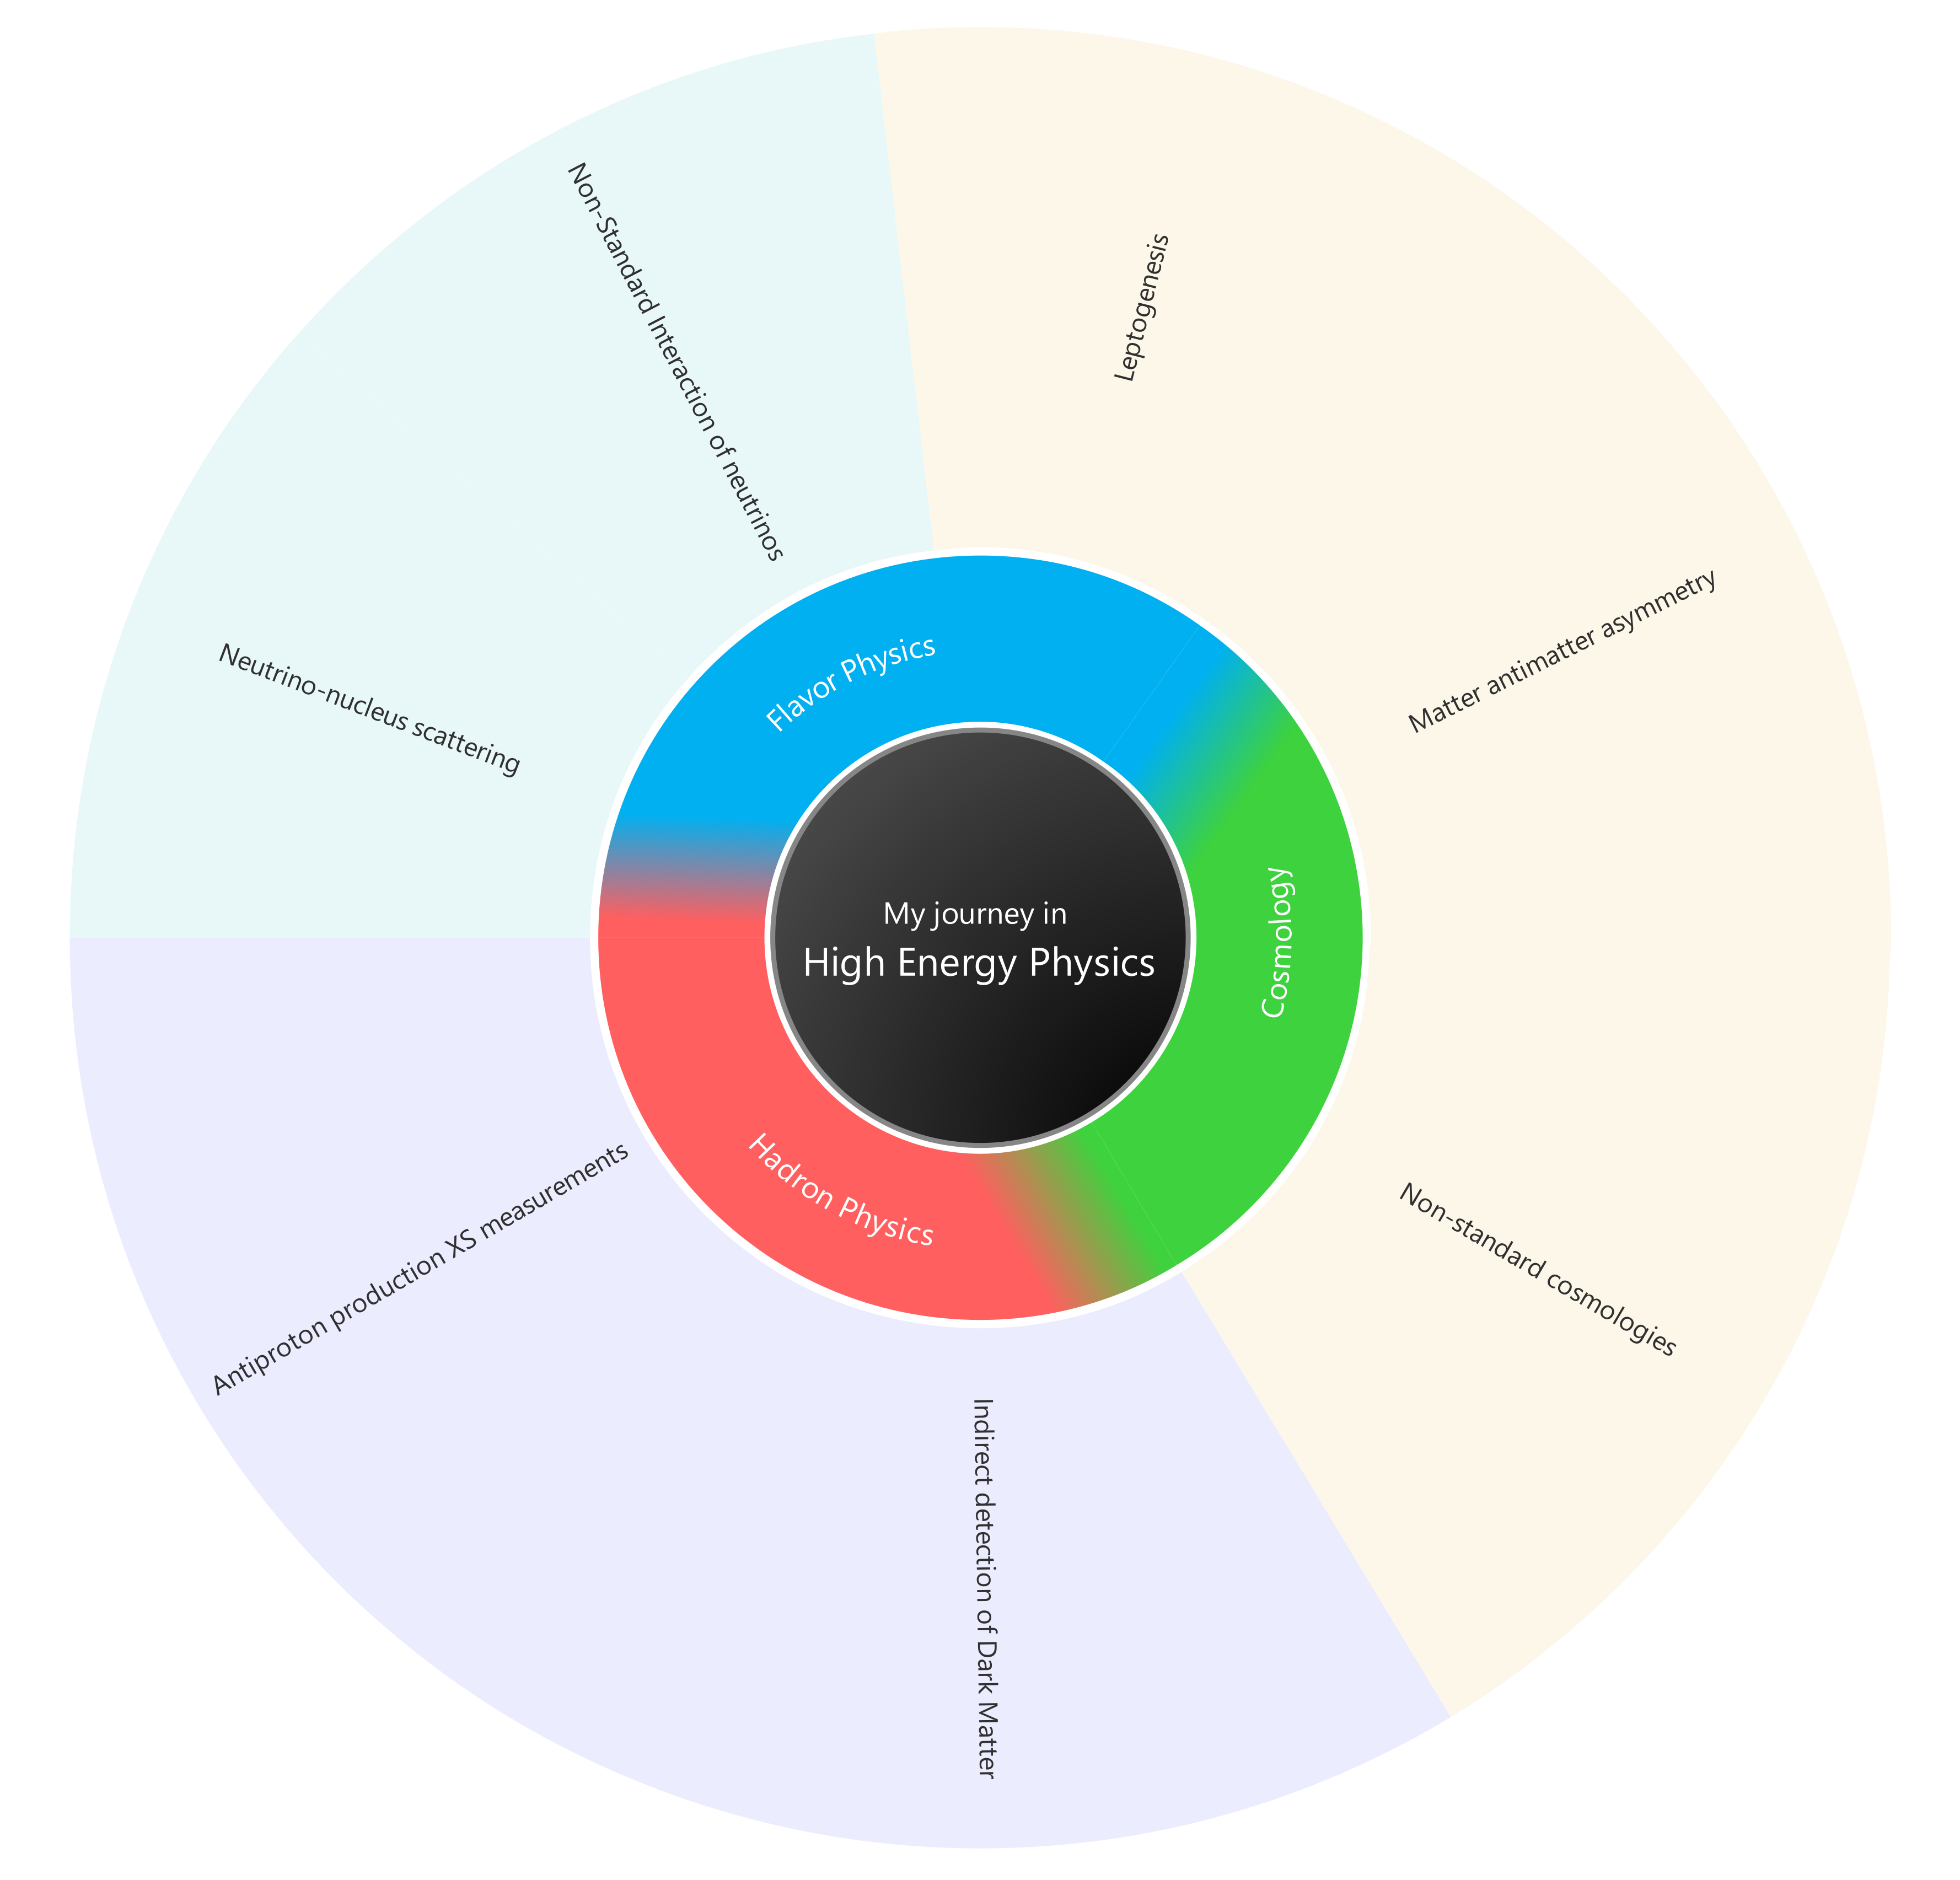 My journey in
High Energy Physics
Flavor Physics
Cosmology
Hadron Physics
Non-Standard Interaction of neutrinos
Neutrino-nucleus scattering
Leptogenesis
Matter antimatter asymmetry
Non-standard cosmologies
Indirect detection of Dark Matter
Antiproton production XS measurements